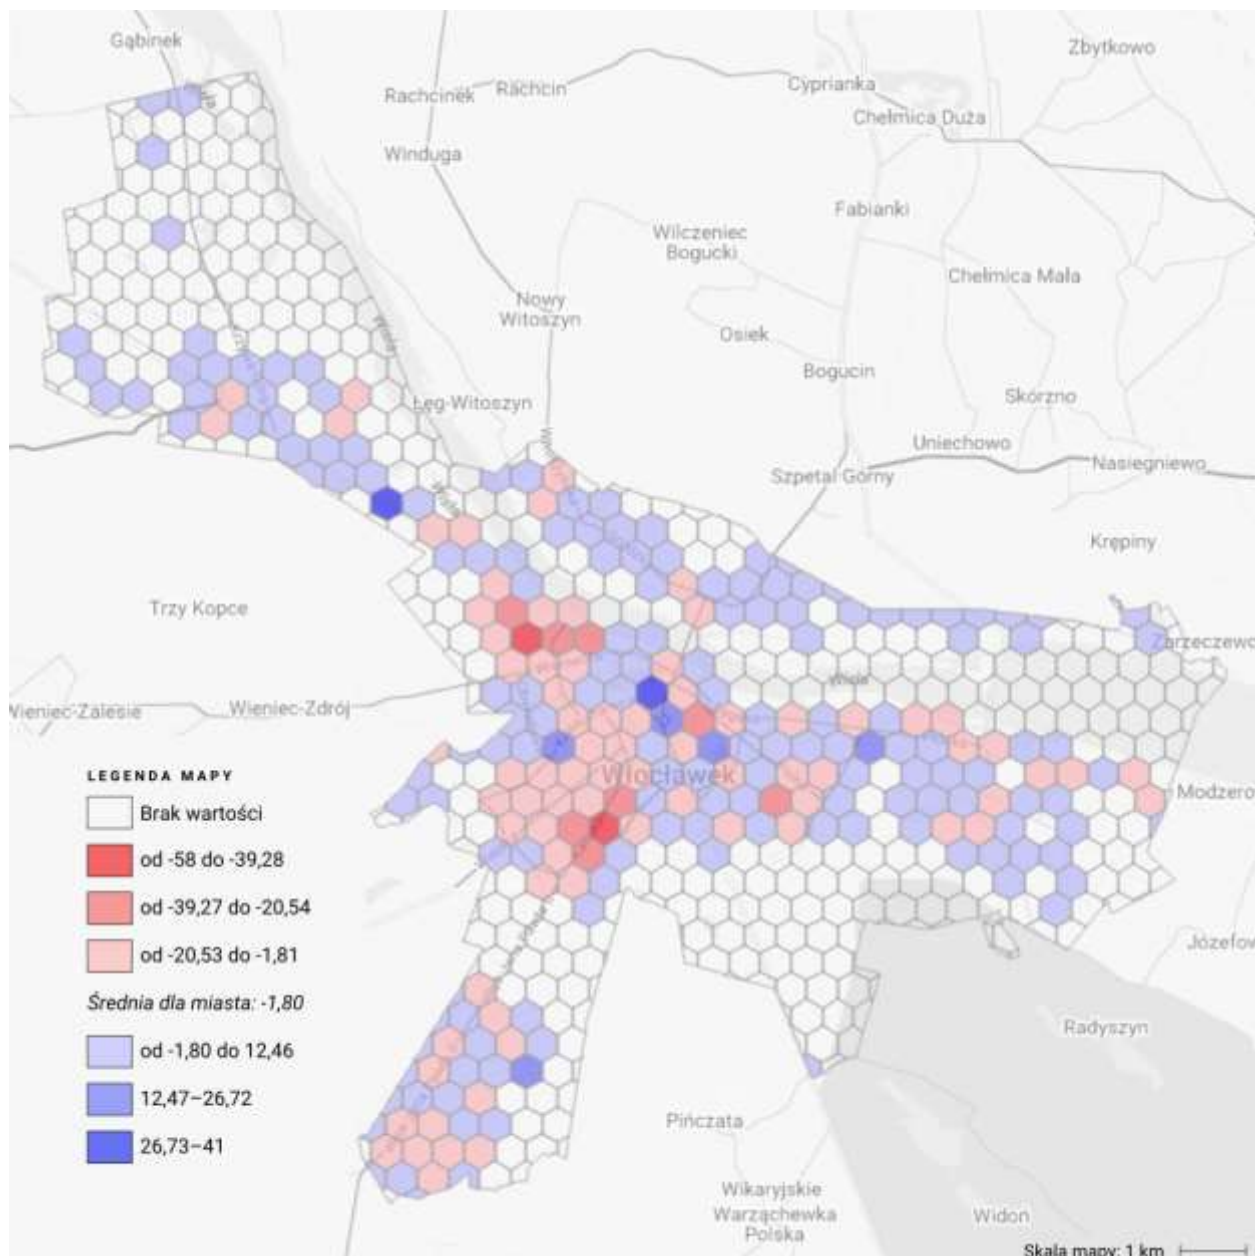 Gąbinek
Zbytkowo
Rachcinek
Rachcin
Cyprianka
Chełmica Duża
Winduga
Fabianki
Wilczeniec
Bogucki
Chełmica Mała
Nowy
Witoszyn
Osiek
Wisła
Bogucin
Skórzno
Łęg-Witoszyn
Uniechowo
Nasiegniewo
Szpetal Górny
Wisła
Krępiny
Trzy Kopce
Zarzeczewo
Wisła
Wieniec-Zalesie
Wieniec-Zdrój
LEGENDA MAPY
Włocławek
Modzero
Brak wartości
od -58 do -39,28
od -39,27 do -20,54
od -20,53 do -1,81
Józefow
Średnia dla miasta: -1,80
Radyszyn
od -1,80 do 12,46
12,47–26,72
26,73–41
Pińczata
Wikaryjskie
Warząchewka
Polska
Widoń
Skala mapy: 1 km